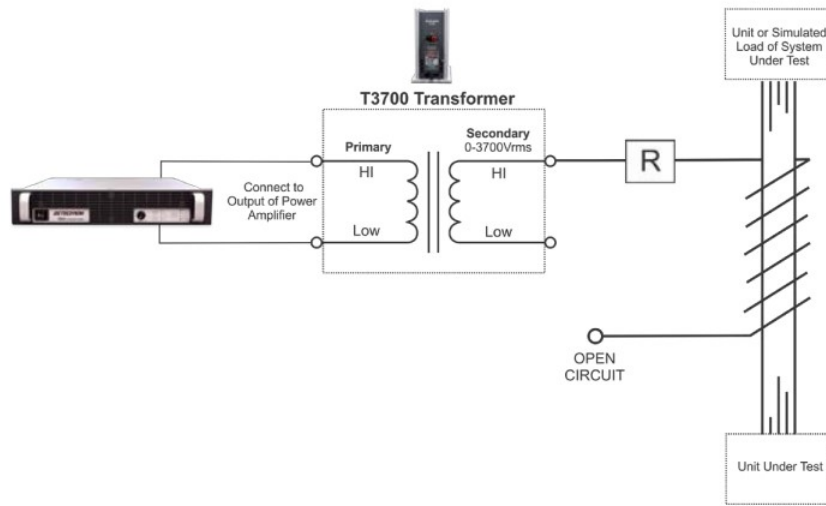 Unit or Simulated
Load of System
Under Test
T3700 Transformer
Primary
Secondary
0-3700Vrms
HI
HI
R
Connect to
Output of Power
Amplifier
Low
Low
OPEN
CIRCUIT
Unit Under Test